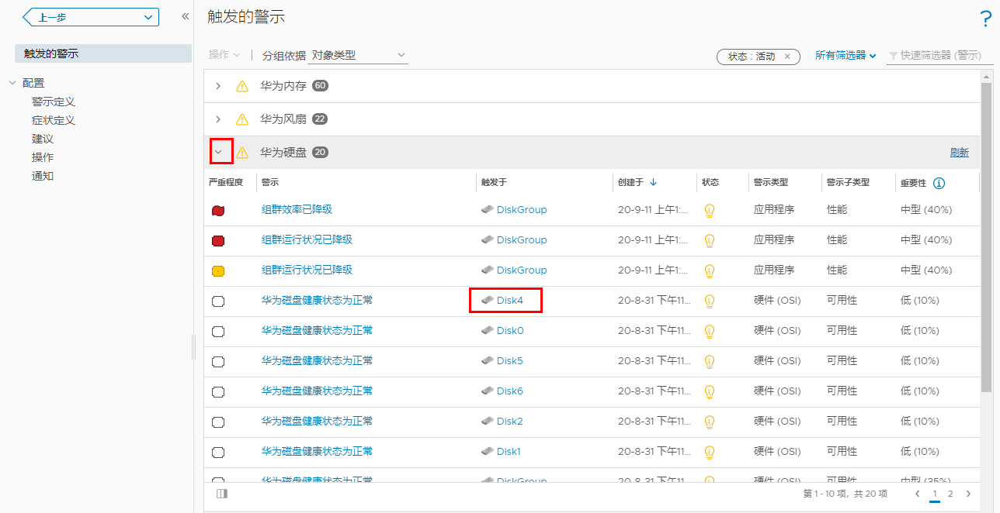 上一步
«
触发的警示
?
触发的警示
操作
分组依据 对象类型
状态 : 活动 ×
所有筛选器
快速筛选器 (警示)
配置
警示定义
症状定义
建议
操作
通知
华为内存 60
华为风扇 22
华为硬盘 20 刷新
严重程度 警示 触发于 创建于 ↓ 状态 警示类型 警示子类型 重要性
组群效率已降级 DiskGroup 20-9-11 上午1:... 应用程序 性能 中型 (40%)
组群运行状况已降级 DiskGroup 20-9-11 上午1:... 应用程序 性能 中型 (40%)
组群运行状况已降级 DiskGroup 20-9-11 上午1:... 应用程序 性能 中型 (40%)
华为磁盘健康状态为正常 Disk4 20-8-31 下午11... 硬件 (OSI) 可用性 低 (10%)
华为磁盘健康状态为正常 Disk0 20-8-31 下午11... 硬件 (OSI) 可用性 低 (10%)
华为磁盘健康状态为正常 Disk5 20-8-31 下午11... 硬件 (OSI) 可用性 低 (10%)
华为磁盘健康状态为正常 Disk6 20-8-31 下午11... 硬件 (OSI) 可用性 低 (10%)
华为磁盘健康状态为正常 Disk2 20-8-31 下午11... 硬件 (OSI) 可用性 低 (10%)
华为磁盘健康状态为正常 Disk1 20-8-31 下午11... 硬件 (OSI) 可用性 低 (10%)
华为磁盘健康状态为正常 DiskGroup 20-8-31 下午11... 硬件 (OSI) 可用性 中型 (35%)
第 1 - 10 项，共 20 项 1 2